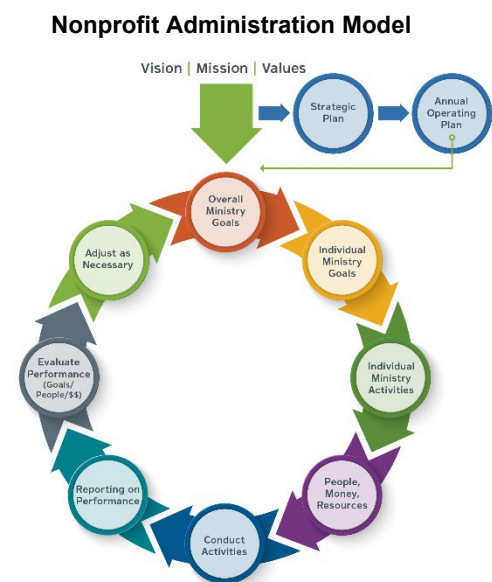 Nonprofit Administration Model
Vision | Mission | Values
Strategic
Plan
Annual
Operating
Plan
Overall
Ministry
Goals
Individual
Ministry
Goals
Individual
Ministry
Activities
People,
Money,
Resources
Conduct
Activities
Reporting on
Performance
Evaluate
Performance
(Goals/
People/$$)
Adjust as
Necessary